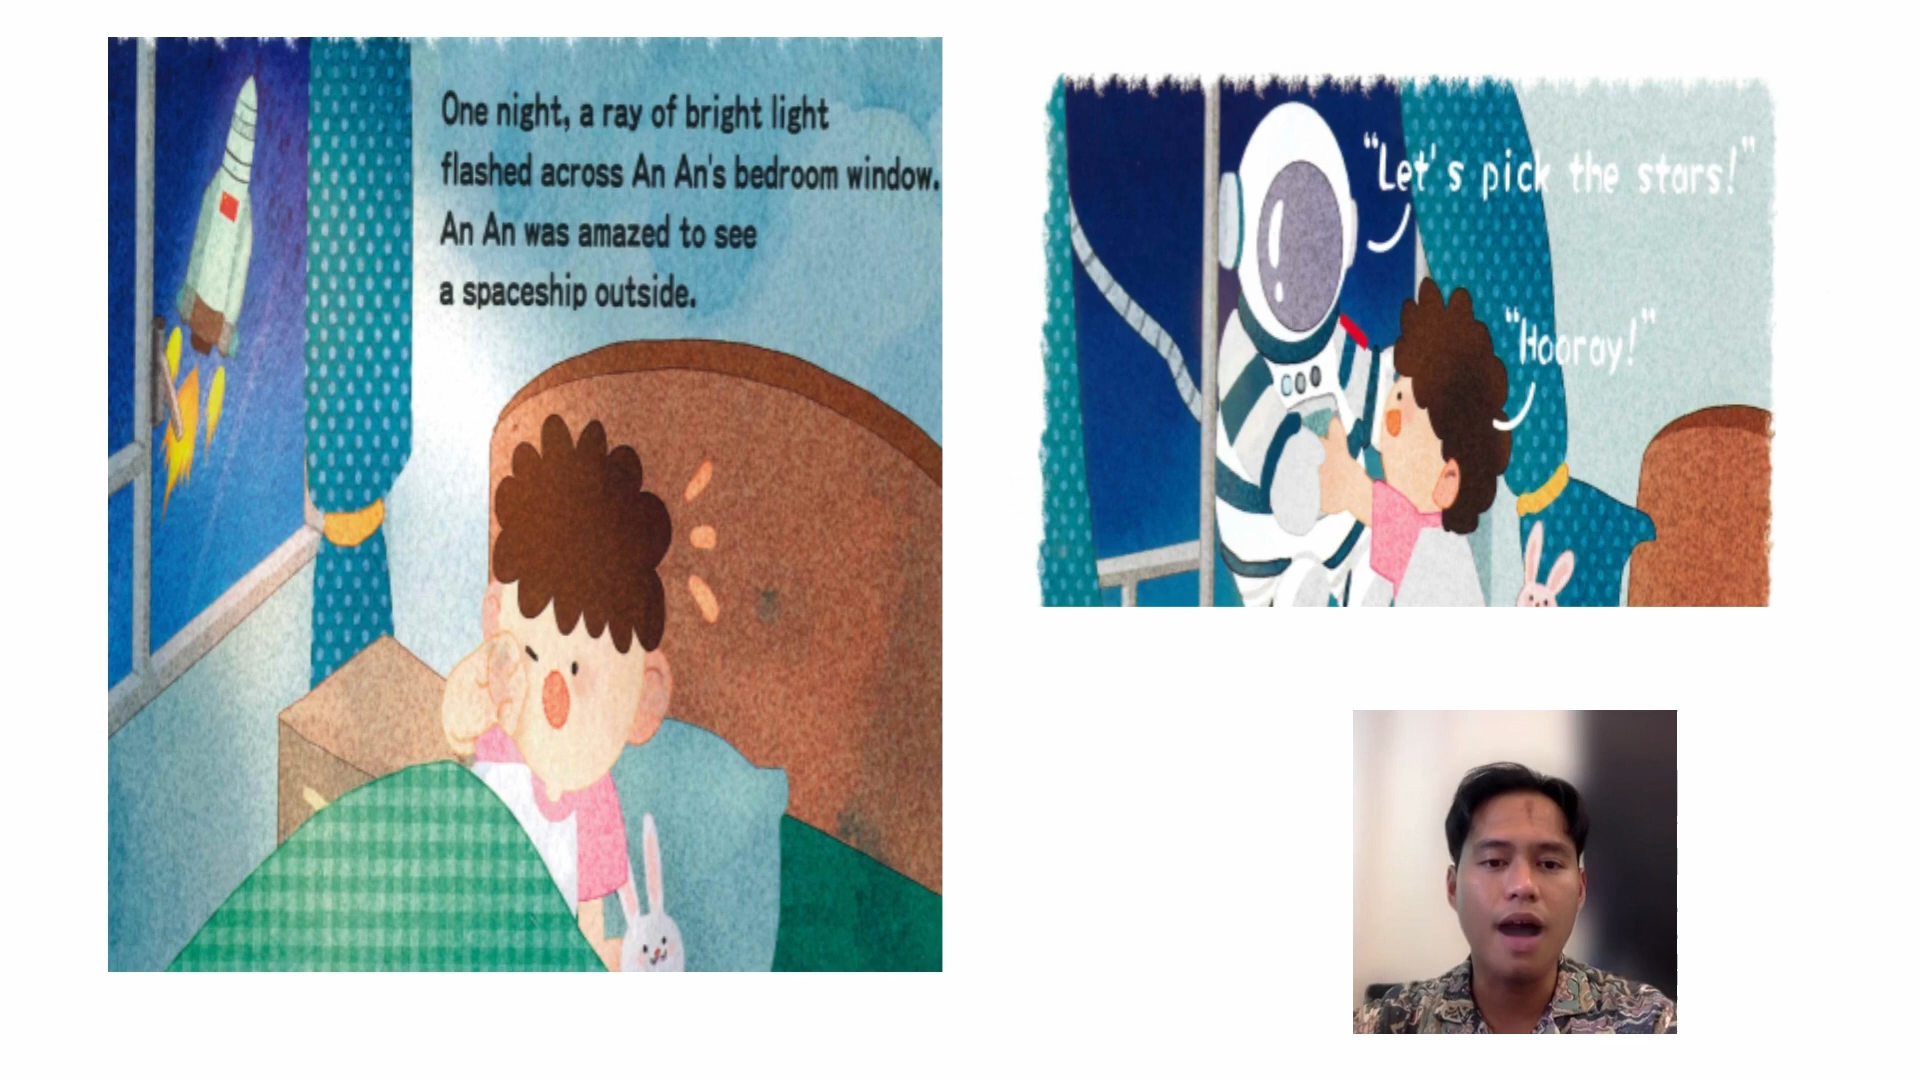 One night, a ray of bright light
flashed across An An's bedroom window.
An An was amazed to see
a spaceship outside.
"Let's pick the stars!"
"Hooray!"